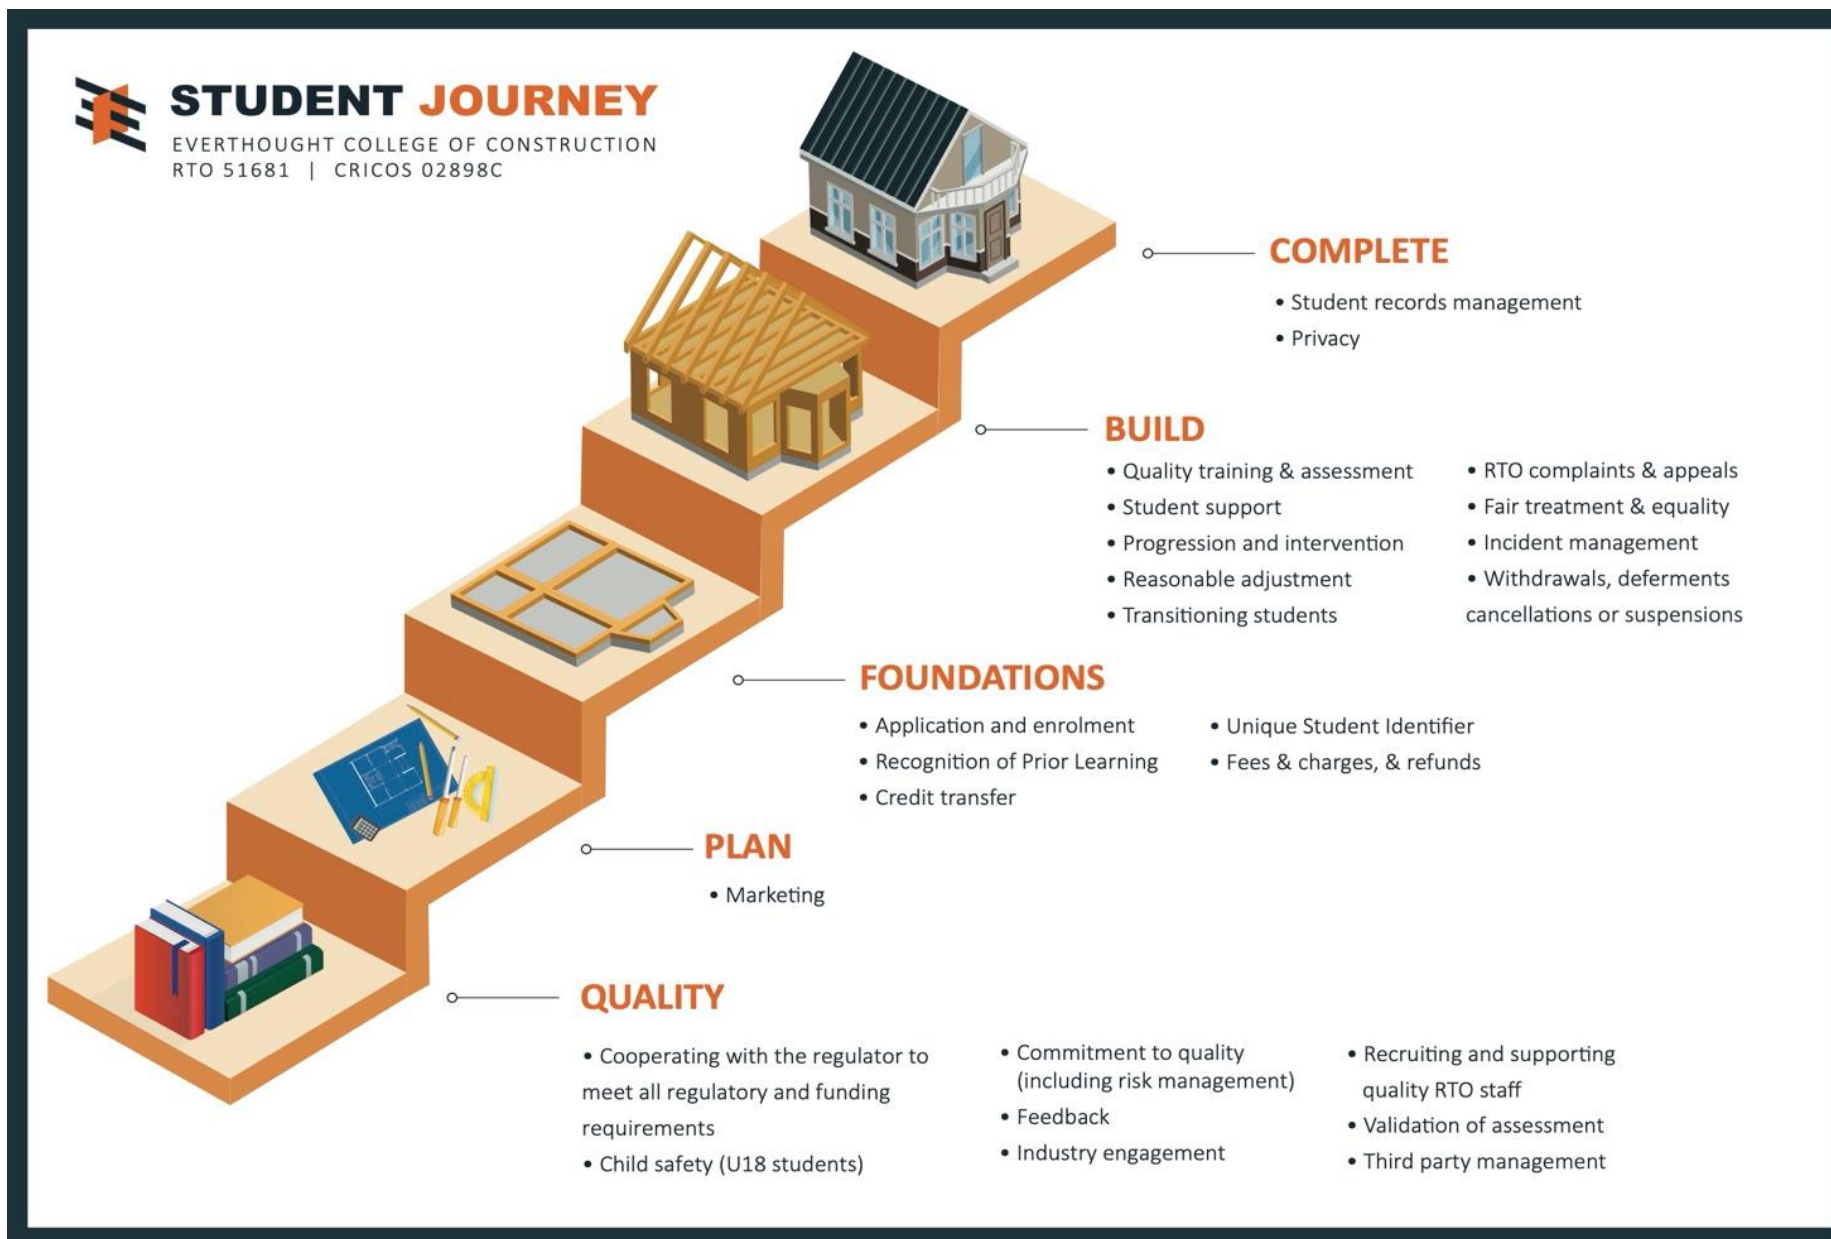 STUDENT JOURNEY
EVERTHOUGHT COLLEGE OF CONSTRUCTION
RTO 51681 | CRICOS 02898C
COMPLETE
• Student records management
• Privacy
BUILD
• Quality training & assessment
• Student support
• Progression and intervention
• Reasonable adjustment
• Transitioning students
• RTO complaints & appeals
• Fair treatment & equality
• Incident management
• Withdrawals, deferments
cancellations or suspensions
FOUNDATIONS
• Application and enrolment
• Recognition of Prior Learning
• Credit transfer
• Unique Student Identifier
• Fees & charges, & refunds
PLAN
• Marketing
QUALITY
• Cooperating with the regulator to
meet all regulatory and funding
requirements
• Child safety (U18 students)
• Commitment to quality
(including risk management)
• Feedback
• Industry engagement
• Recruiting and supporting
quality RTO staff
• Validation of assessment
• Third party management